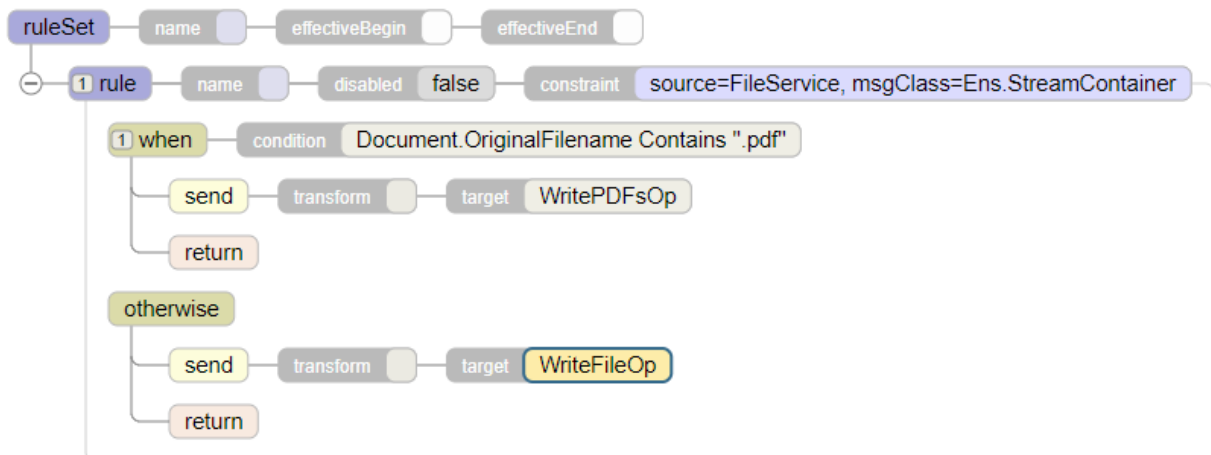 ruleSet name effectiveBegin effectiveEnd
1 rule name disabled false constraint source=FileService, msgClass=Ens.StreamContainer
1 when condition Document.OriginalFilename Contains ".pdf"
send transform target WritePDFsOp
return
otherwise
send transform target WriteFileOp
return